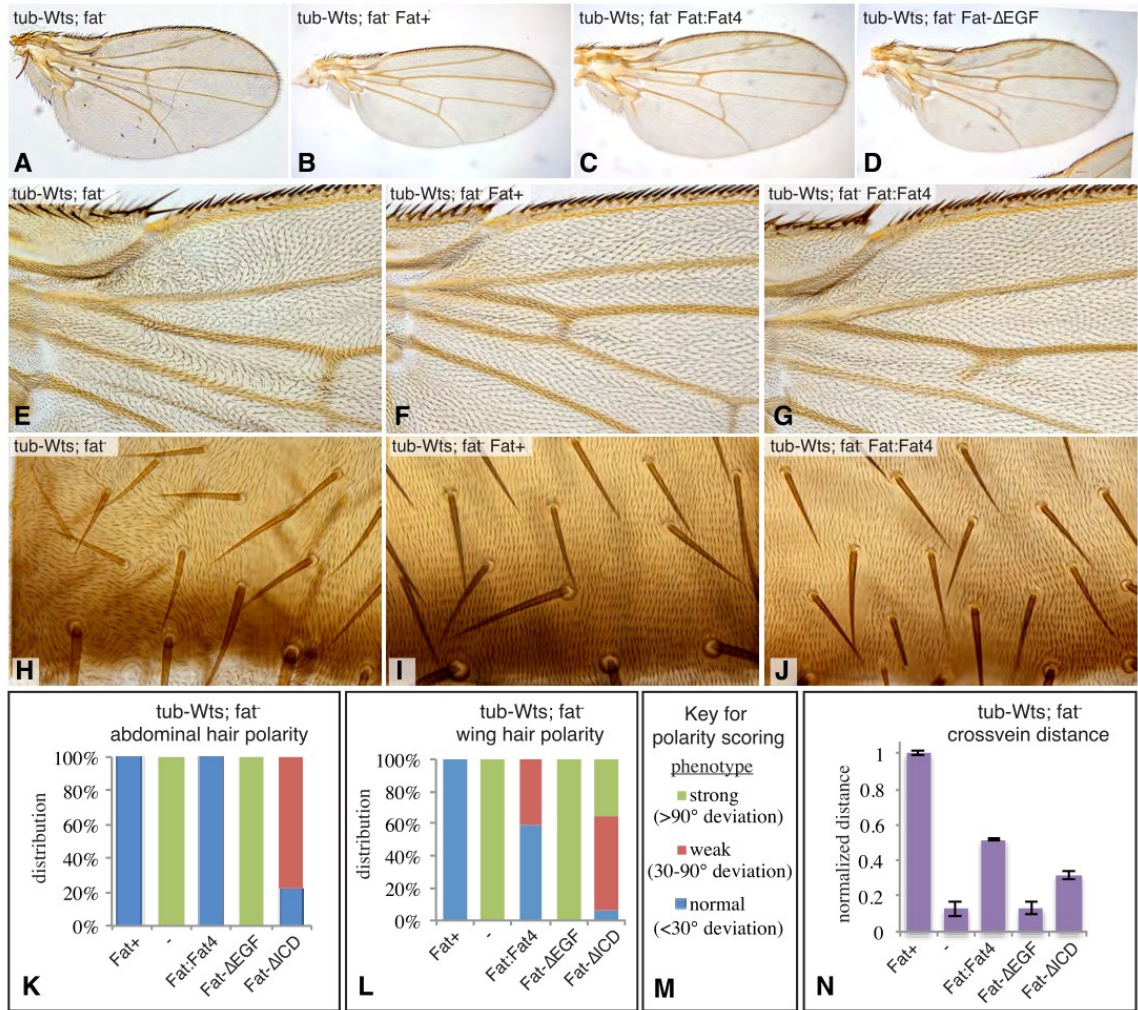 tub-Wts; fat⁻
A
tub-Wts; fat⁻ Fat+
B
tub-Wts; fat⁻ Fat:Fat4
C
tub-Wts; fat⁻ Fat-ΔEGF
D
tub-Wts; fat⁻
E
tub-Wts; fat⁻ Fat+
F
tub-Wts; fat⁻ Fat:Fat4
G
tub-Wts; fat⁻
H
tub-Wts; fat⁻ Fat+
I
tub-Wts; fat⁻ Fat:Fat4
J
tub-Wts; fat⁻
abdominal hair polarity
distribution
100%
80%
60%
40%
20%
0%
Fat+
-
Fat:Fat4
Fat-ΔEGF
Fat-ΔICD
K
tub-Wts; fat⁻
wing hair polarity
distribution
100%
80%
60%
40%
20%
0%
Fat+
-
Fat:Fat4
Fat-ΔEGF
Fat-ΔICD
L
Key for
polarity scoring
phenotype
strong
(>90° deviation)
weak
(30-90° deviation)
normal
(<30° deviation)
M
tub-Wts; fat⁻
crossvein distance
normalized distance
1
0.8
0.6
0.4
0.2
0
Fat+
-
Fat:Fat4
Fat-ΔEGF
Fat-ΔICD
N